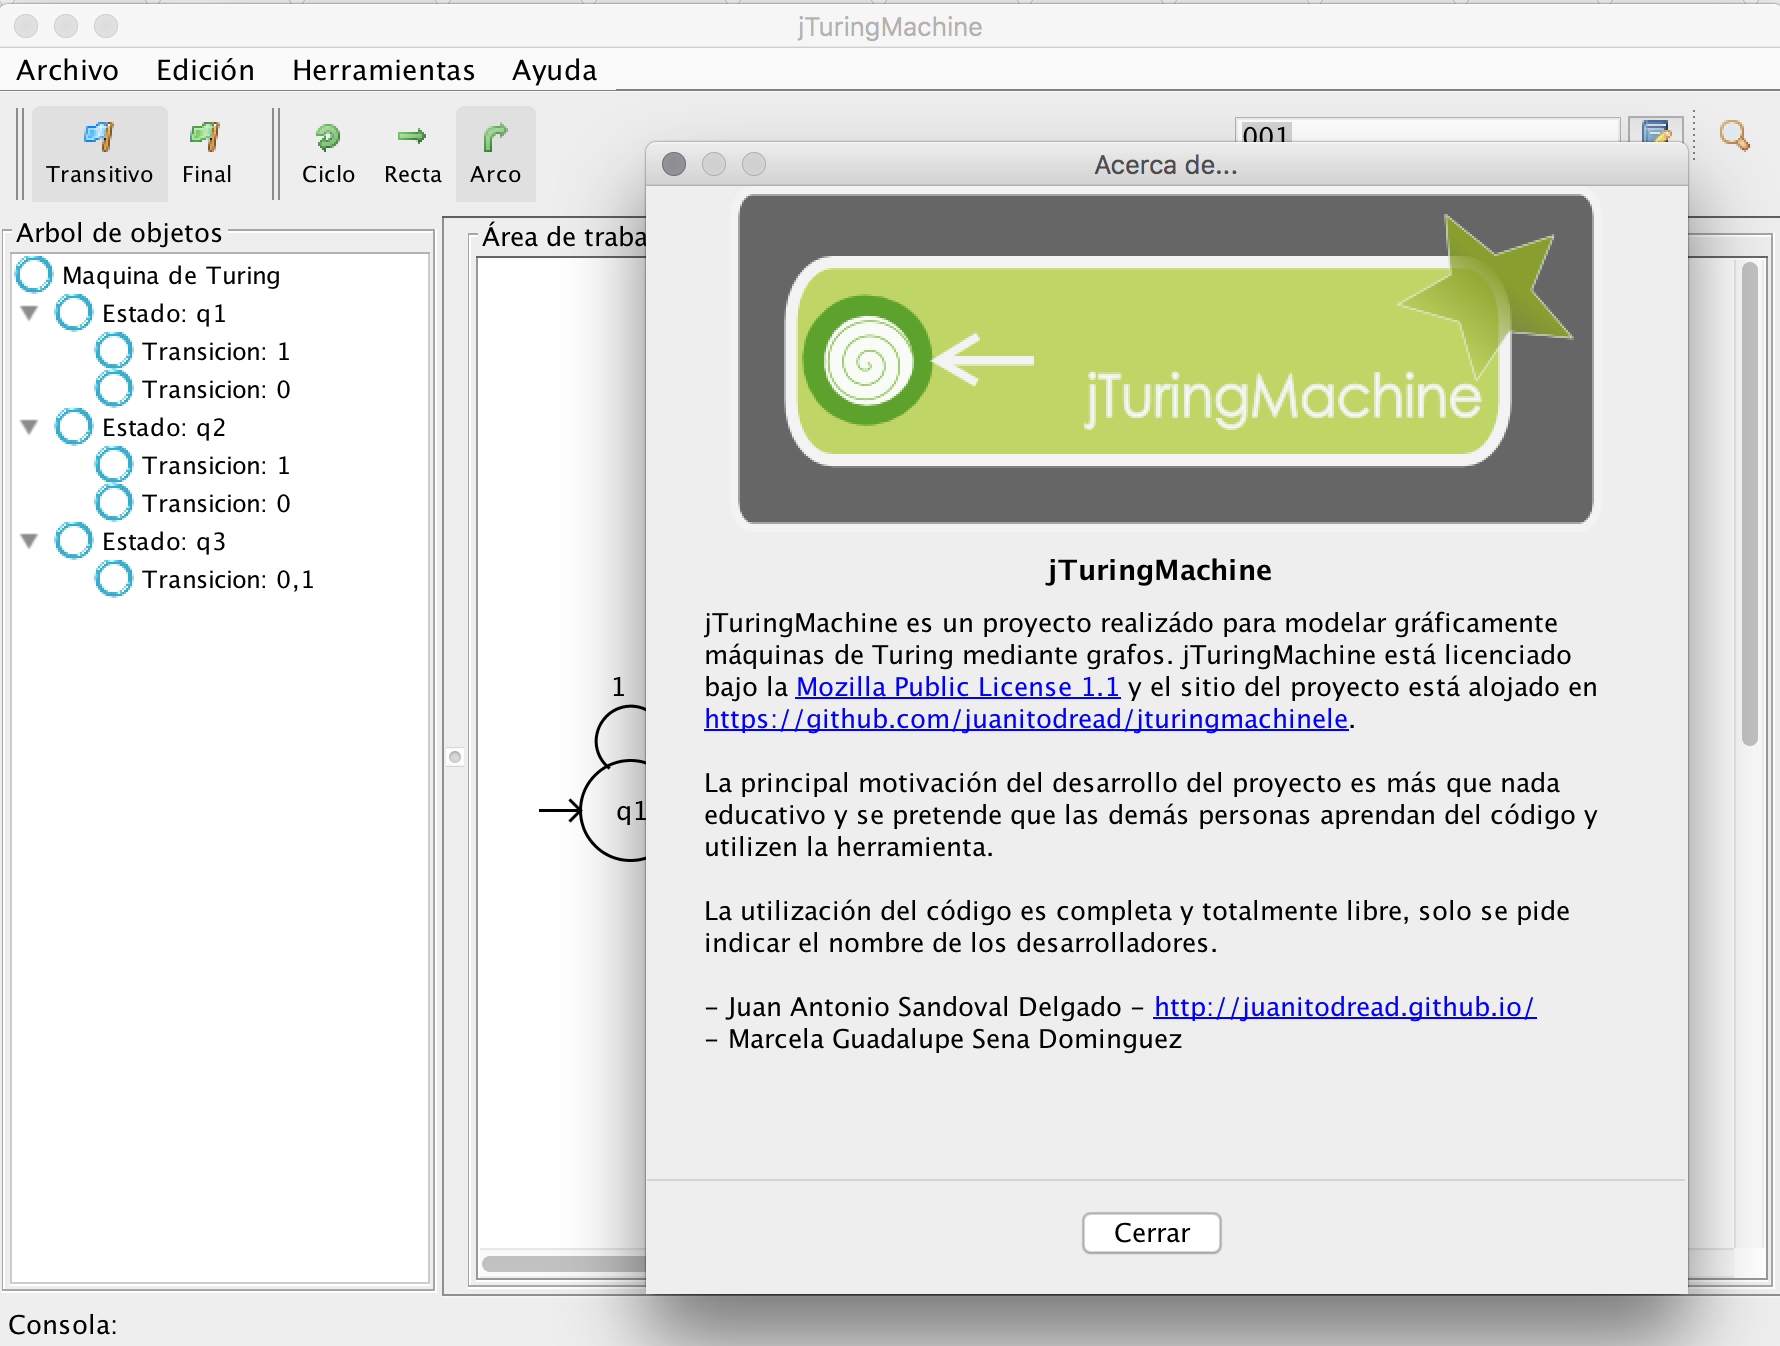 jTuringMachine
Archivo Edición Herramientas Ayuda
Transitivo Final Ciclo Recta Arco
001
Arbol de objetos
Maquina de Turing
Estado: q1
Transicion: 1
Transicion: 0
Estado: q2
Transicion: 1
Transicion: 0
Estado: q3
Transicion: 0,1
Área de traba
1
q1
Acerca de...
jTuringMachine
jTuringMachine
jTuringMachine es un proyecto realizádo para modelar gráficamente
máquinas de Turing mediante grafos. jTuringMachine está licenciado
bajo la Mozilla Public License 1.1 y el sitio del proyecto está alojado en
https://github.com/juanitodread/jturingmachinele.
La principal motivación del desarrollo del proyecto es más que nada
educativo y se pretende que las demás personas aprendan del código y
utilizen la herramienta.
La utilización del código es completa y totalmente libre, solo se pide
indicar el nombre de los desarrolladores.
- Juan Antonio Sandoval Delgado - http://juanitodread.github.io/
- Marcela Guadalupe Sena Dominguez
Cerrar
Consola: